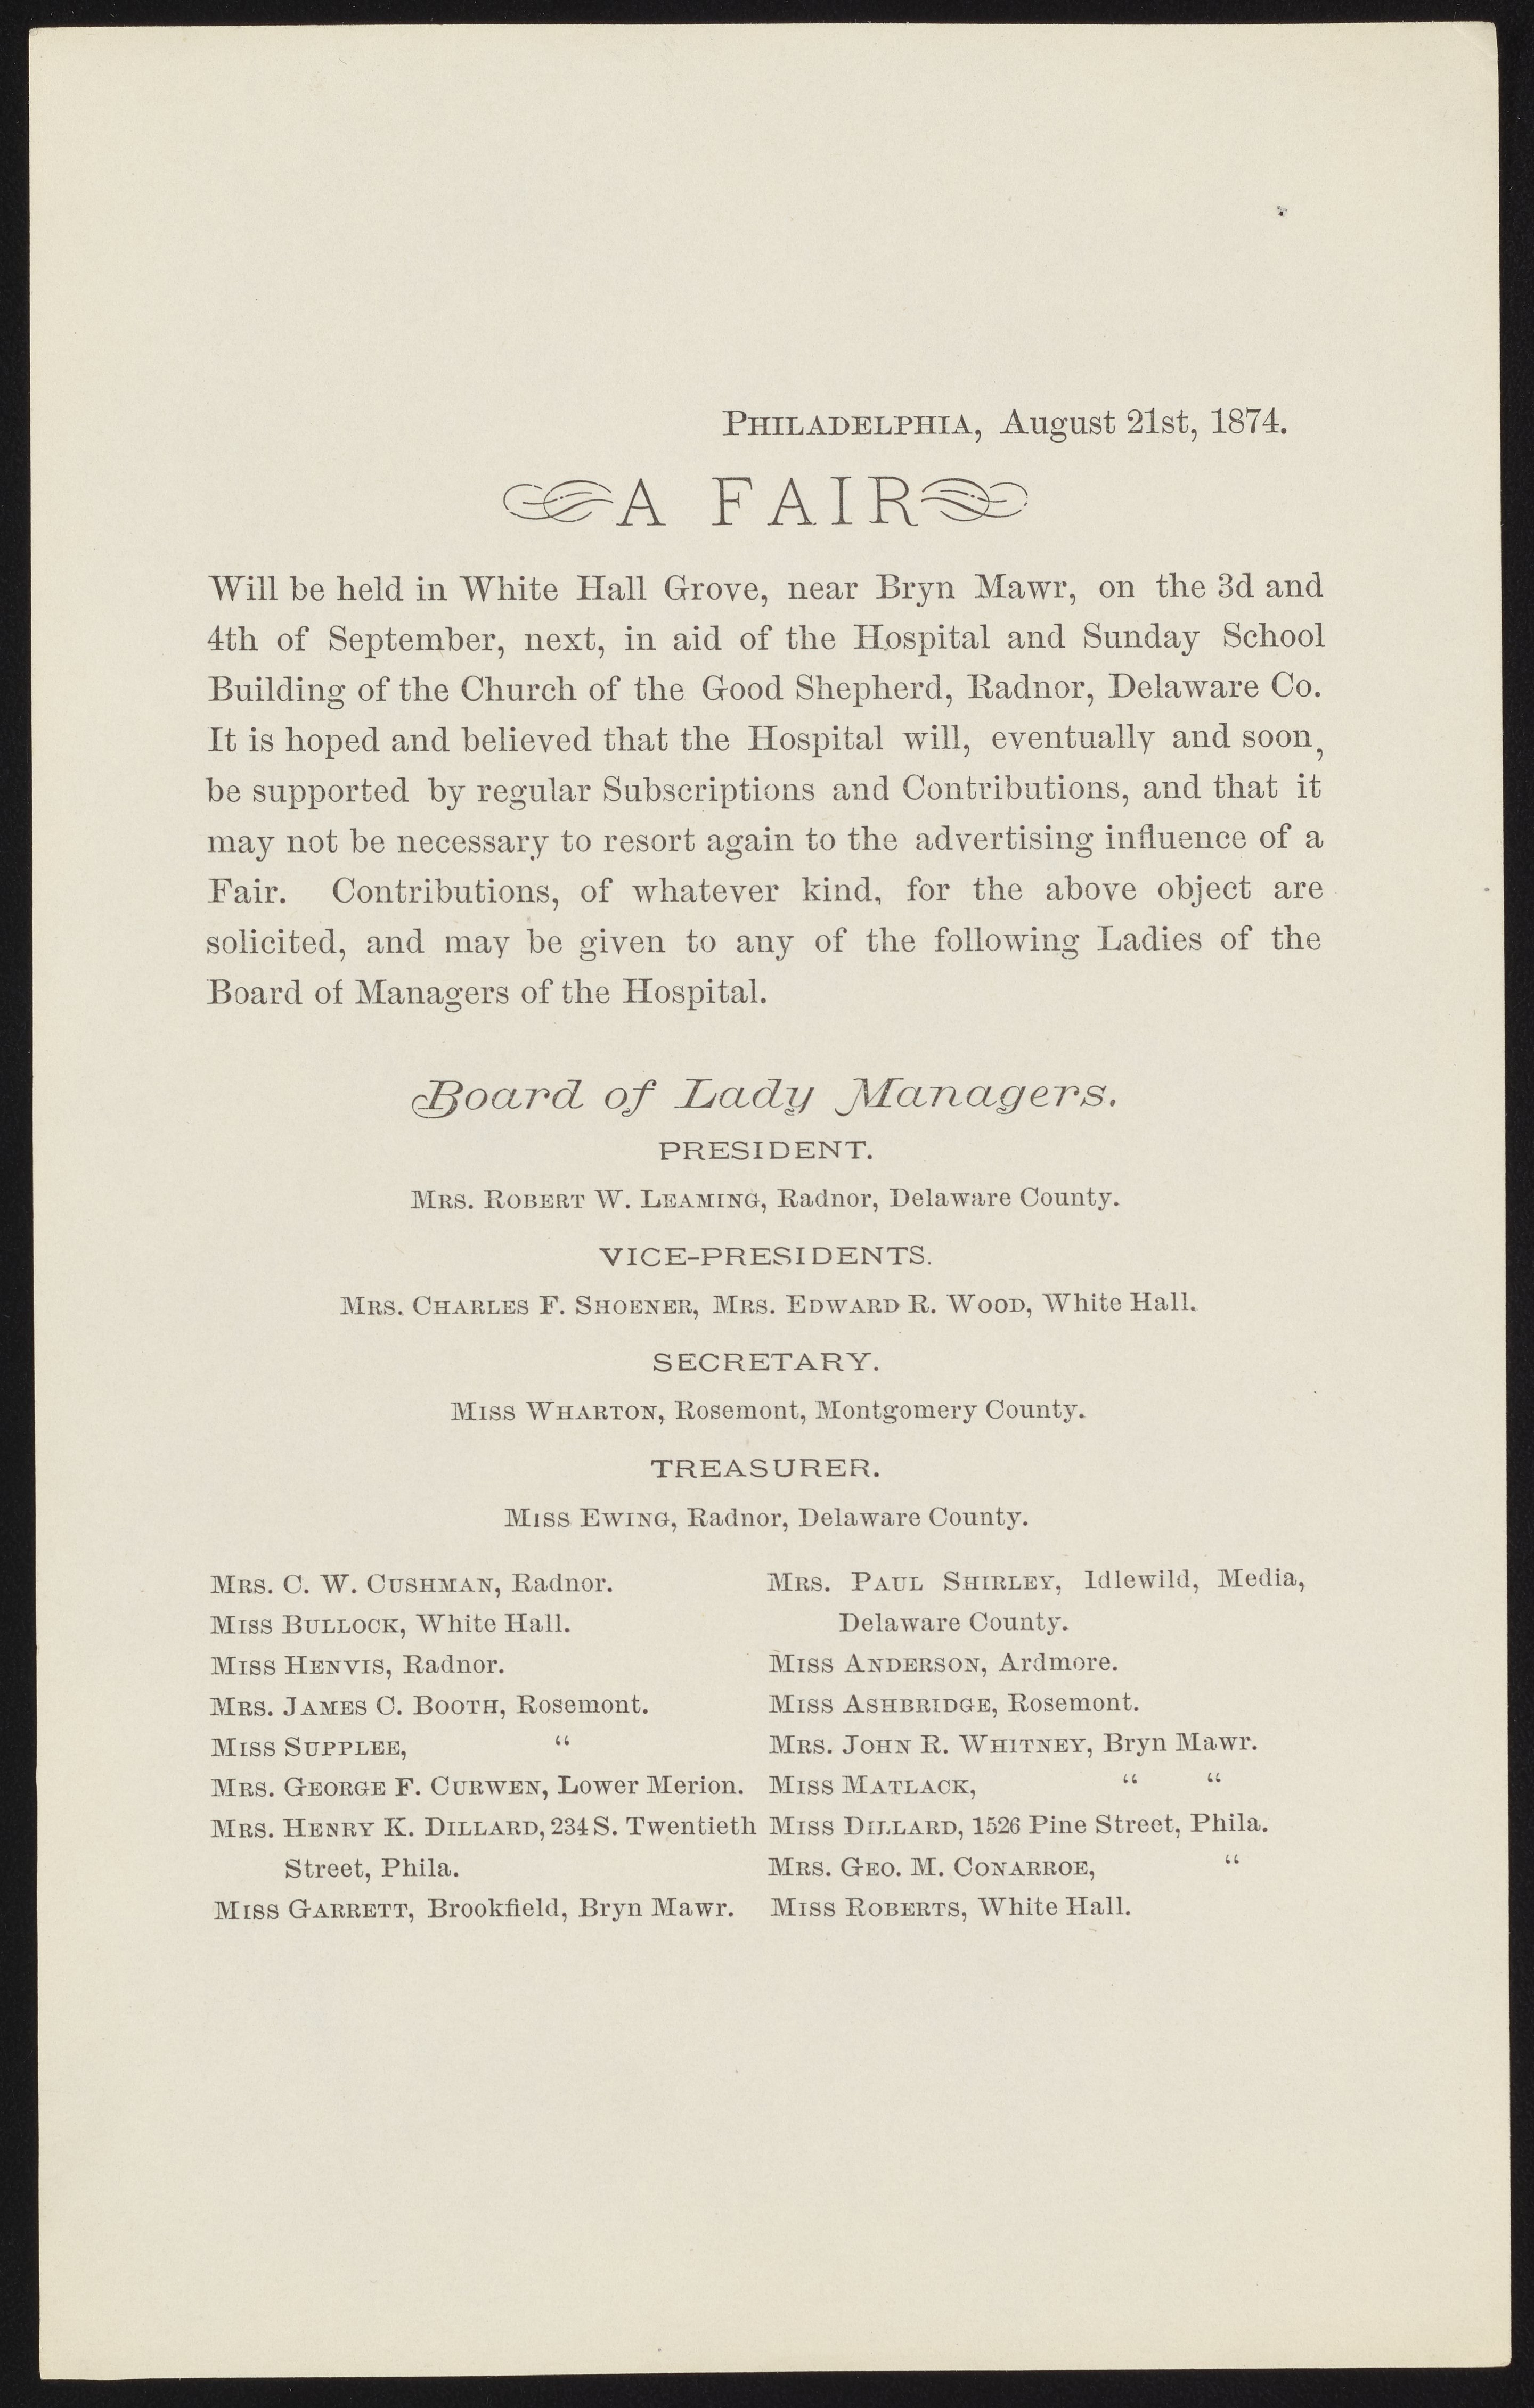 PHILADELPHIA, August 21st, 1874.
A FAIR
Will be held in White Hall Grove, near Bryn Mawr, on the 3d and
4th of September, next, in aid of the Hospital and Sunday School
Building of the Church of the Good Shepherd, Radnor, Delaware Co.
It is hoped and believed that the Hospital will, eventually and soon,
be supported by regular Subscriptions and Contributions, and that it
may not be necessary to resort again to the advertising influence of a
Fair. Contributions, of whatever kind, for the above object are
solicited, and may be given to any of the following Ladies of the
Board of Managers of the Hospital.
Board of Lady Managers.
PRESIDENT.
MRS. ROBERT W. LEAMING, Radnor, Delaware County.
VICE-PRESIDENTS.
MRS. CHARLES F. SHOENER, MRS. EDWARD R. WOOD, White Hall.
SECRETARY.
MISS WHARTON, Rosemont, Montgomery County.
TREASURER.
MISS EWING, Radnor, Delaware County.
MRS. C. W. CUSHMAN, Radnor.
MISS BULLOCK, White Hall.
MISS HENVIS, Radnor.
MRS. JAMES C. BOOTH, Rosemont.
MISS SUPPLEE, “
MRS. GEORGE F. CURWEN, Lower Merion.
MRS. HENRY K. DILLARD, 234 S. Twentieth
Street, Phila.
MISS GARRETT, Brookfield, Bryn Mawr.
MRS. PAUL SHIRLEY, Idlewild, Media,
Delaware County.
MISS ANDERSON, Ardmore.
MISS ASHBRIDGE, Rosemont.
MRS. JOHN R. WHITNEY, Bryn Mawr.
MISS MATLACK, “ “
MISS DILLARD, 1526 Pine Street, Phila.
MRS. GEO. M. CONARROE, “
MISS ROBERTS, White Hall.